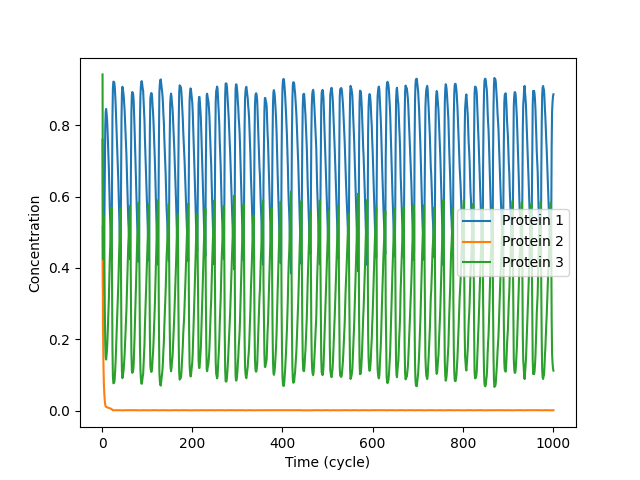 Concentration
0.8
0.6
0.4
0.2
0.0
Protein 1
Protein 2
Protein 3
0 200 400 600 800 1000
Time (cycle)